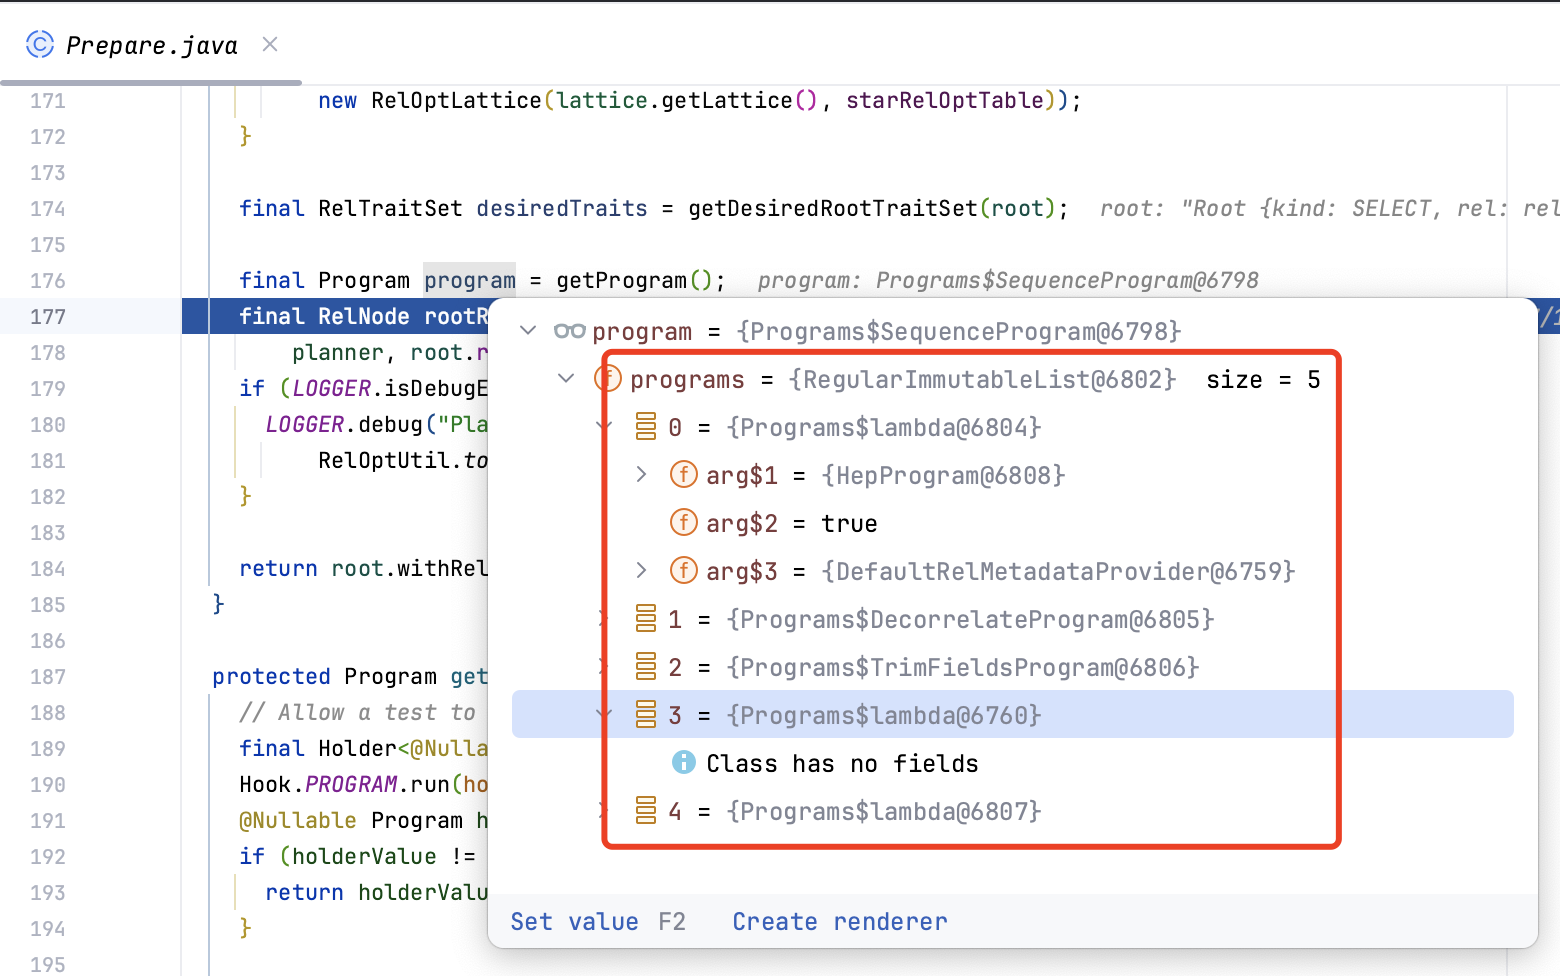 Prepare.java
171 new RelOptLattice(lattice.getLattice(), starRelOptTable));
172 }
173
174 final RelTraitSet desiredTraits = getDesiredRootTraitSet(root); root: "Root {kind: SELECT, rel: rel
175
176 final Program program = getProgram(); program: Programs$SequenceProgram@6798
177 final RelNode rootR
178 planner, root.r
179 if (LOGGER.isDebugE
180 LOGGER.debug("Pla
181 RelOptUtil.to
182 }
183
184 return root.withRel
185 }
186
187 protected Program get
188 // Allow a test to
189 final Holder<@Nulla
190 Hook.PROGRAM.run(ho
191 @Nullable Program h
192 if (holderValue !=
193 return holderValu
194 }
195
program = {Programs$SequenceProgram@6798}
f programs = {RegularImmutableList@6802} size = 5
0 = {Programs$lambda@6804}
f arg$1 = {HepProgram@6808}
f arg$2 = true
f arg$3 = {DefaultRelMetadataProvider@6759}
1 = {Programs$DecorrelateProgram@6805}
2 = {Programs$TrimFieldsProgram@6806}
3 = {Programs$lambda@6760}
Class has no fields
4 = {Programs$lambda@6807}
Set value F2 Create renderer